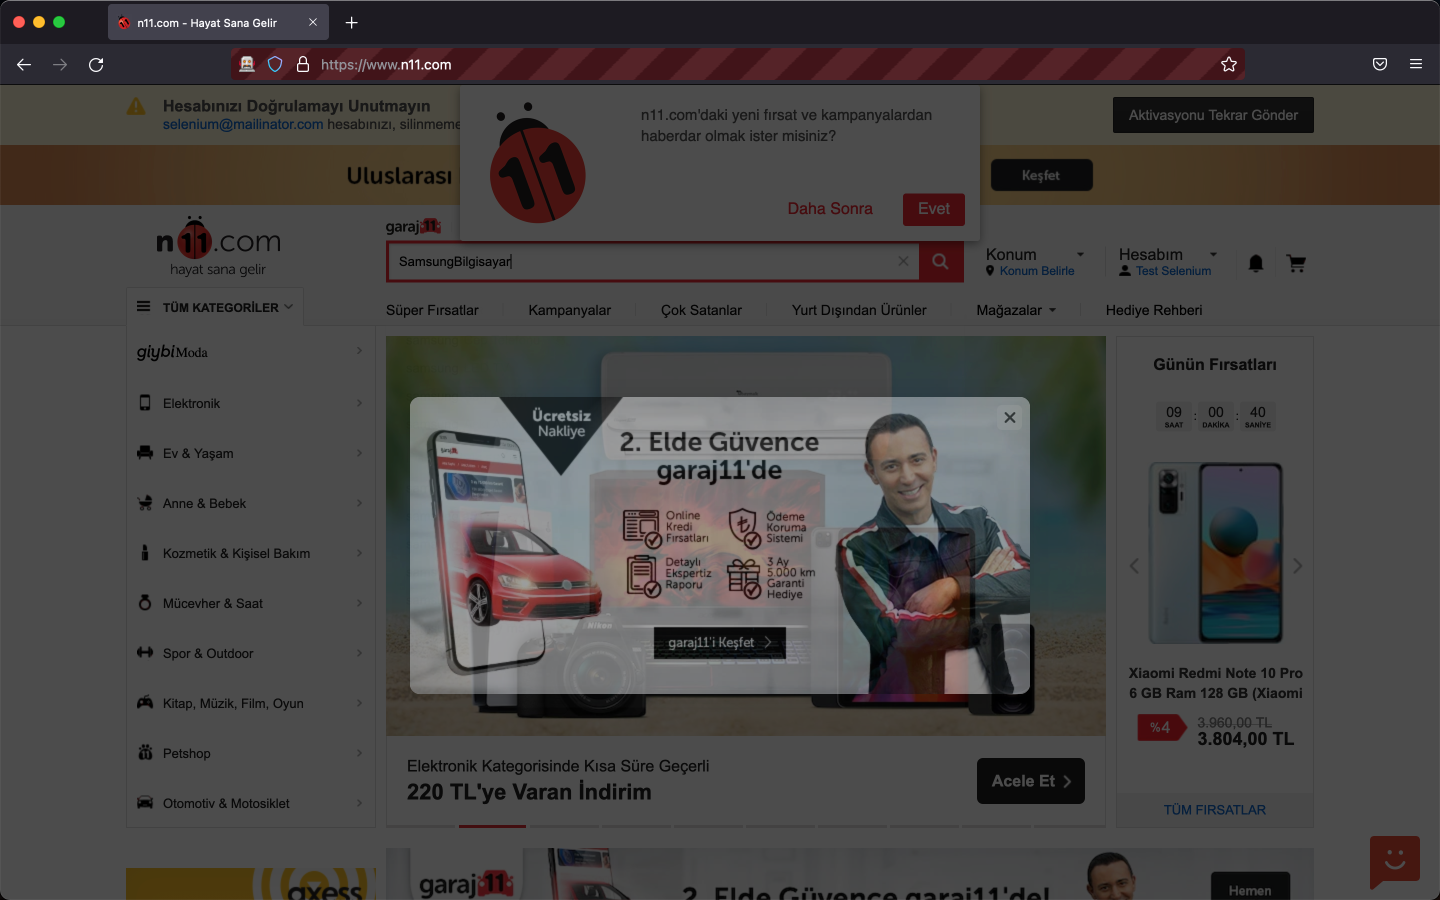 n11.com - Hayat Sana Gelir
https://www.n11.com
Hesabınızı Doğrulamayı Unutmayın
selenium@mailinator.com hesabınızı, silinmeme
Aktivasyonu Tekrar Gönder
n11.com'daki yeni fırsat ve kampanyalardan
haberdar olmak ister misiniz?
Daha Sonra
Evet
Uluslarası
Keşfet
n11.com
hayat sana gelir
garaj11
SamsungBilgisayar
Konum
Konum Belirle
Hesabım
Test Selenium
TÜM KATEGORİLER
Süper Fırsatlar
Kampanyalar
Çok Satanlar
Yurt Dışından Ürünler
Mağazalar
Hediye Rehberi
giybiModa
Elektronik
Ev & Yaşam
Anne & Bebek
Kozmetik & Kişisel Bakım
Mücevher & Saat
Spor & Outdoor
Kitap, Müzik, Film, Oyun
Petshop
Otomotiv & Motosiklet
Ücretsiz
Nakliye
2. Elde Güvence
garaj11'de
Online
Kredi
Fırsatları
Ödeme
Koruma
Sistemi
Detaylı
Ekspertiz
Raporu
3 Ay
5.000 km
Garanti
Hediye
garaj11'i Keşfet
Nikon
Elektronik Kategorisinde Kısa Süre Geçerli
220 TL'ye Varan İndirim
Acele Et
Günün Fırsatları
09 : 00 : 40
SAAT DAKİKA SANİYE
Xiaomi Redmi Note 10 Pro
6 GB Ram 128 GB (Xiaomi
%4
3.960,00 TL
3.804,00 TL
TÜM FIRSATLAR
axess
garaj11
2. Elde Güvence garaj11'de!
Hemen